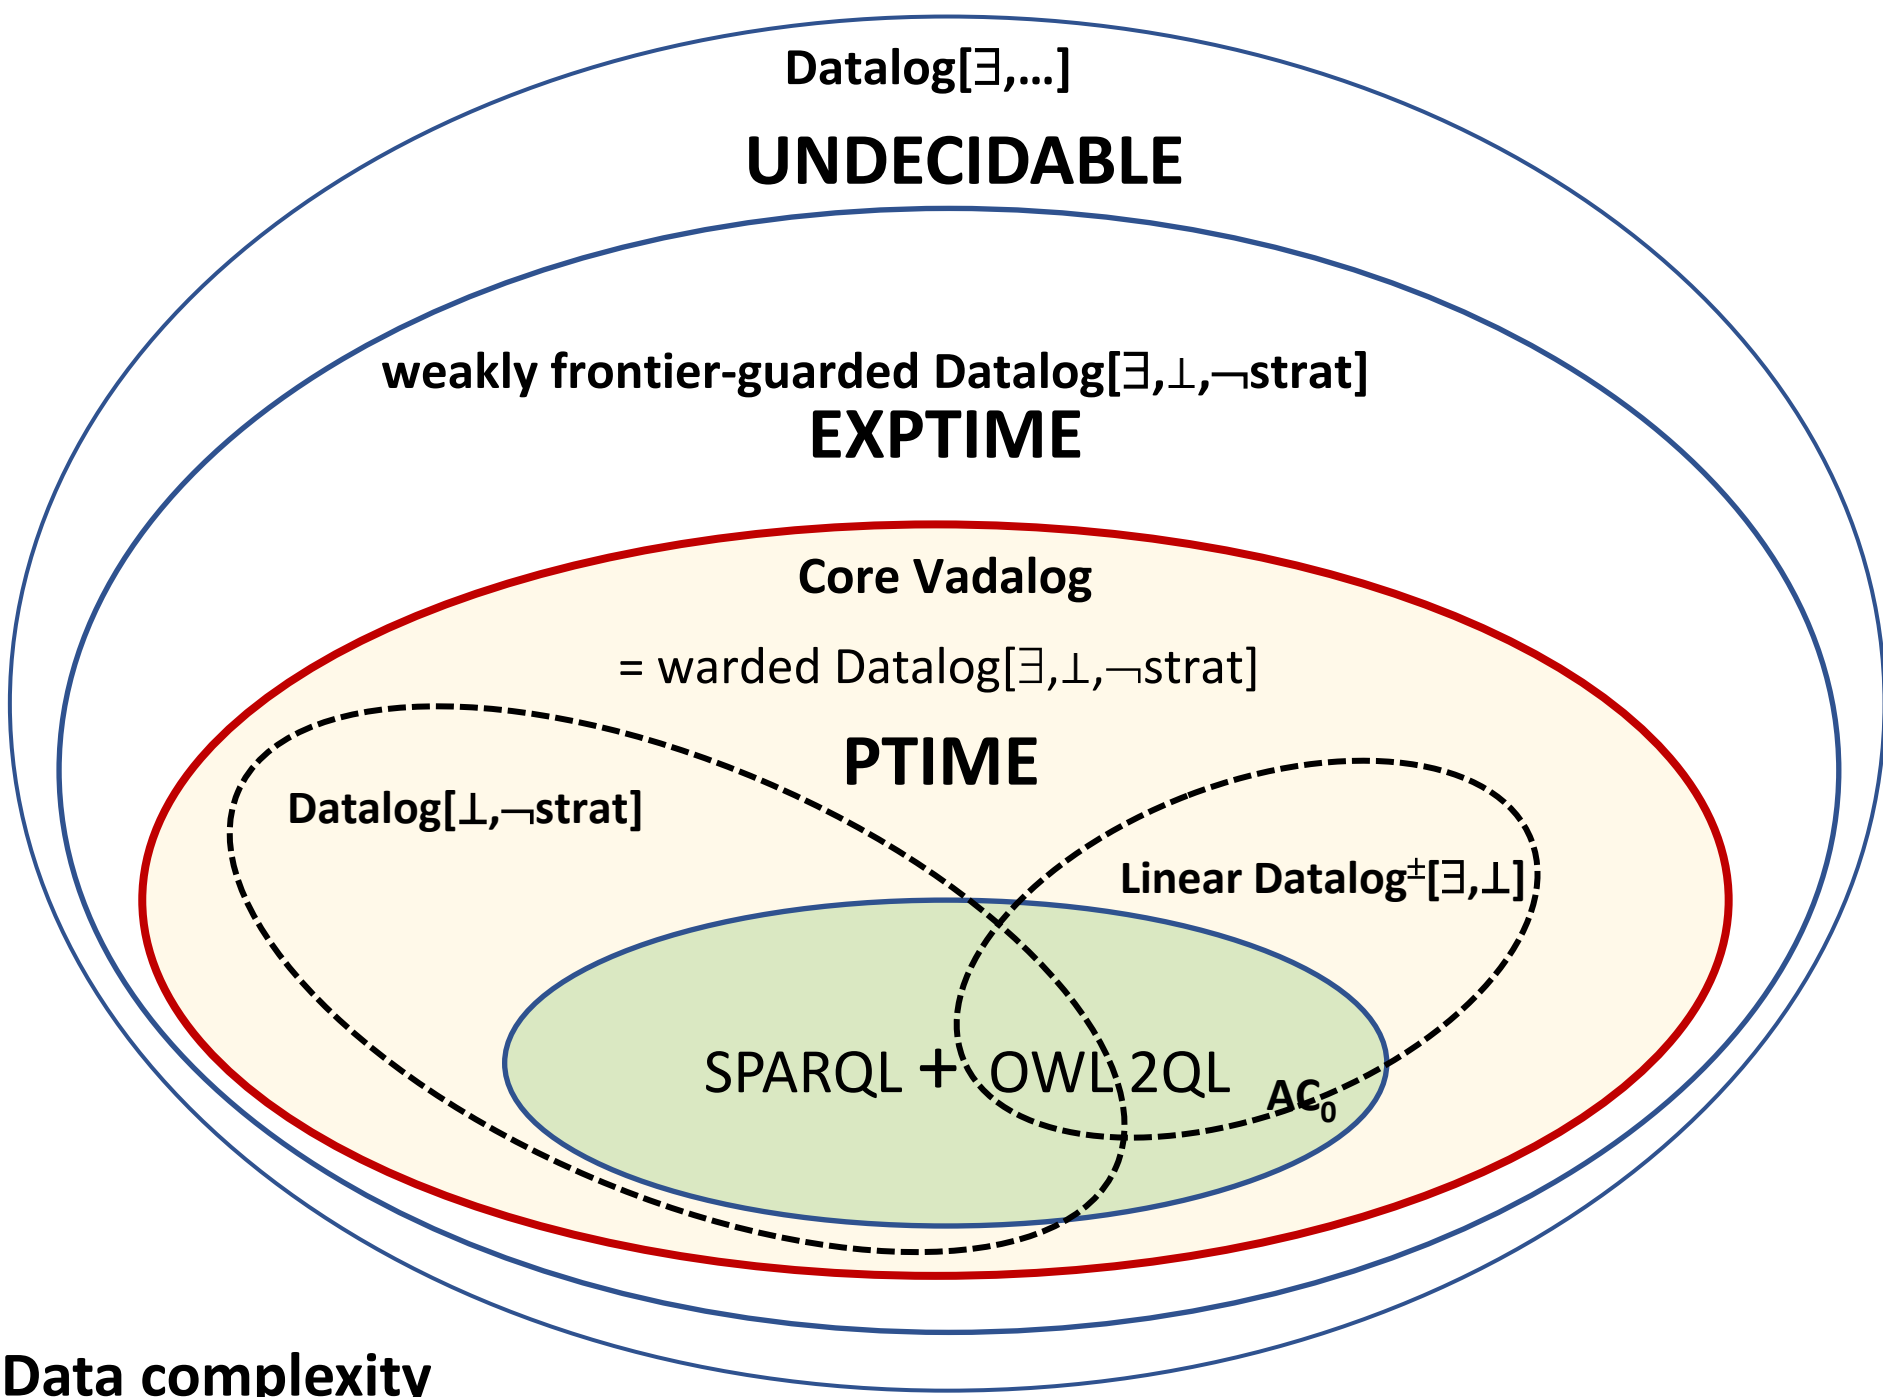 Datalog[∃,...]
UNDECIDABLE
weakly frontier-guarded Datalog[∃,⊥,¬strat]
EXPTIME
Core Vadalog
= warded Datalog[∃,⊥,¬strat]
PTIME
Datalog[⊥,¬strat]
Linear Datalog±[∃,⊥]
SPARQL + OWL 2QL
AC₀
Data complexity